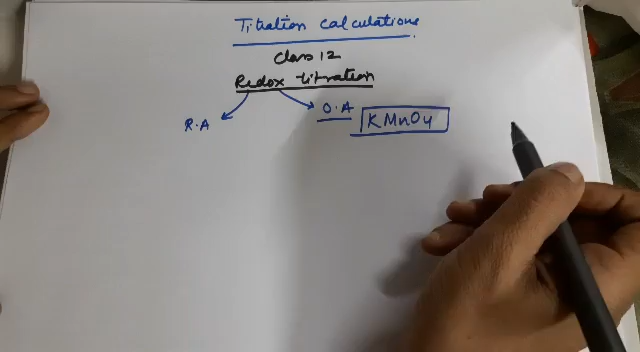 Titration calculations.
Class 12
Redox titration
R.A O.A KMnO4